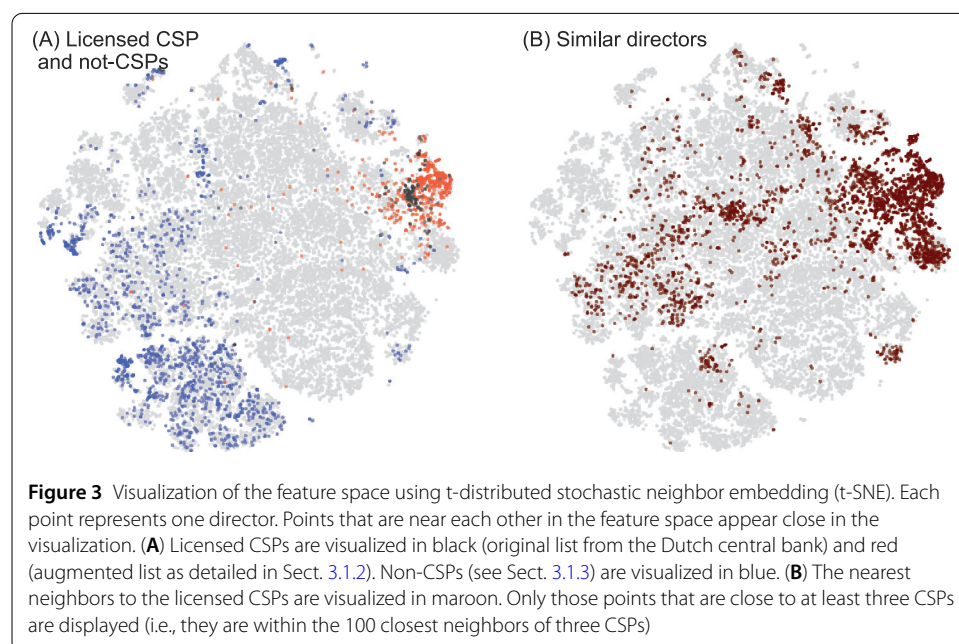 (A) Licensed CSP
and not-CSPs
(B) Similar directors
Figure 3 Visualization of the feature space using t-distributed stochastic neighbor embedding (t-SNE). Each
point represents one director. Points that are near each other in the feature space appear close in the
visualization. (A) Licensed CSPs are visualized in black (original list from the Dutch central bank) and red
(augmented list as detailed in Sect. 3.1.2). Non-CSPs (see Sect. 3.1.3) are visualized in blue. (B) The nearest
neighbors to the licensed CSPs are visualized in maroon. Only those points that are close to at least three CSPs
are displayed (i.e., they are within the 100 closest neighbors of three CSPs)